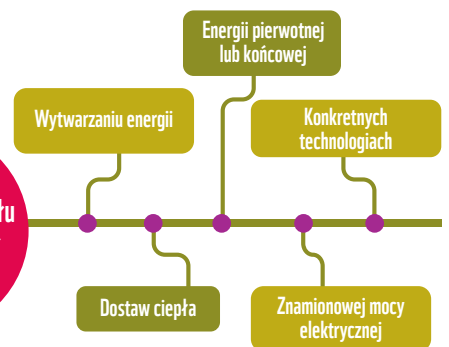 Energii pierwotnej
lub końcowej
Wytwarzaniu energii
Konkretnych
technologiach
Dostaw ciepła
Znamionowej mocy
elektrycznej